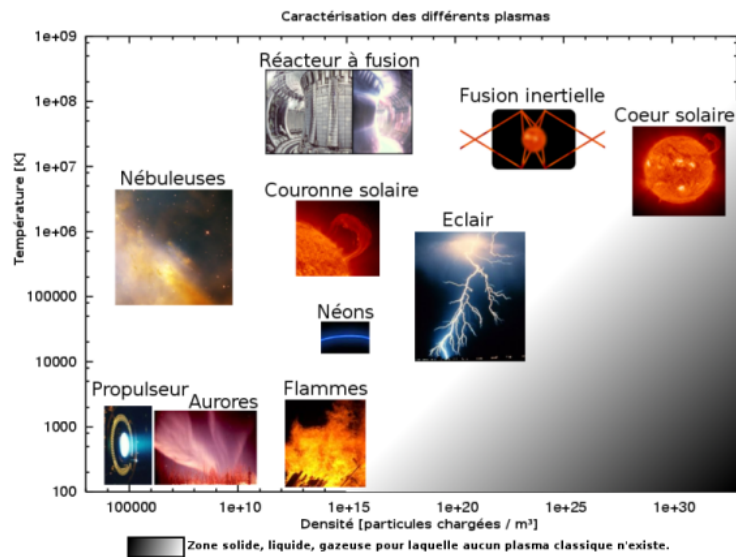 Caractérisation des différents plasmas
1e+09
1e+08
1e+07
1e+06
100000
10000
1000
100
Température [K]
Réacteur à fusion
Fusion inertielle
Coeur solaire
Nébuleuses
Couronne solaire
Eclair
Néons
Propulseur
Aurores
Flammes
100000 1e+10 1e+15 1e+20 1e+25 1e+30
Densité [particules chargées / m³]
Zone solide, liquide, gazeuse pour laquelle aucun plasma classique n'existe.